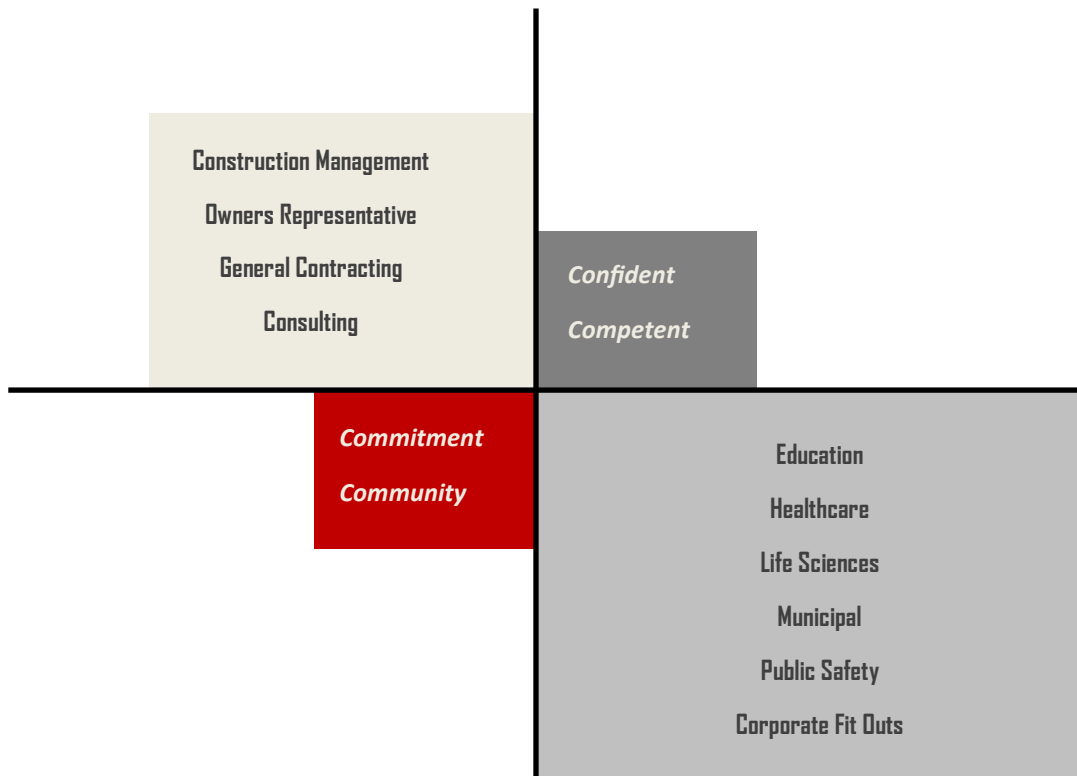 Construction Management
Owners Representative
General Contracting
Consulting
Confident
Competent
Commitment
Community
Education
Healthcare
Life Sciences
Municipal
Public Safety
Corporate Fit Outs